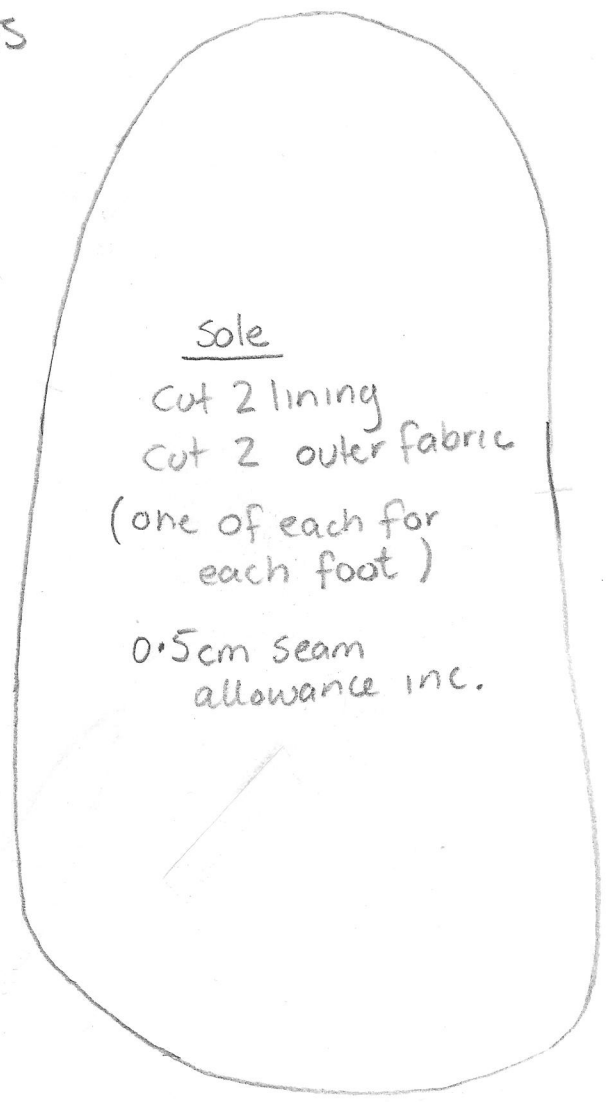 s
Sole
cut 2 lining
cut 2 outer fabric
(one of each for
each foot)
0.5cm seam
allowance inc.